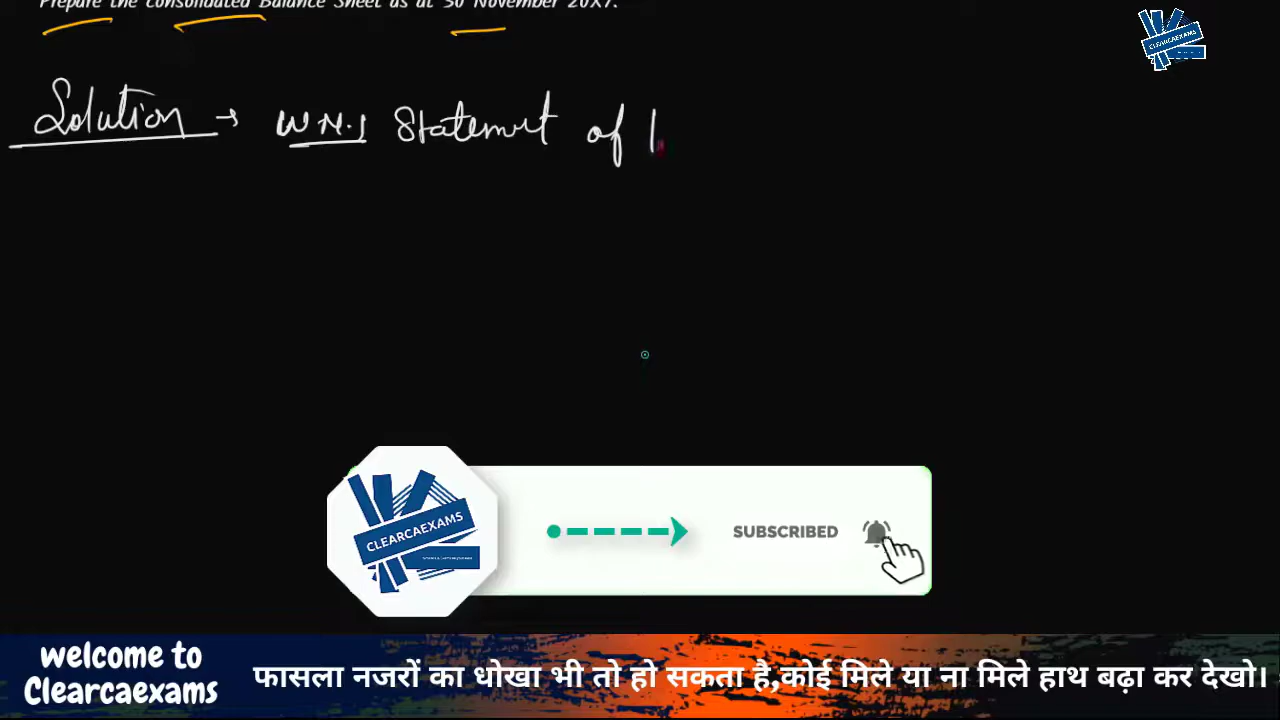 Prepare the Consolidated Balance Sheet as at 30 November 20X7.
CLEARCAEXAMS
Solution → W.N.1 Statement of
CLEARCAEXAMS
SUBSCRIBED
welcome to
Clearcaexams
फासला नजरों का धोखा भी तो हो सकता है,कोई मिले या ना मिले हाथ बढ़ा कर देखो।